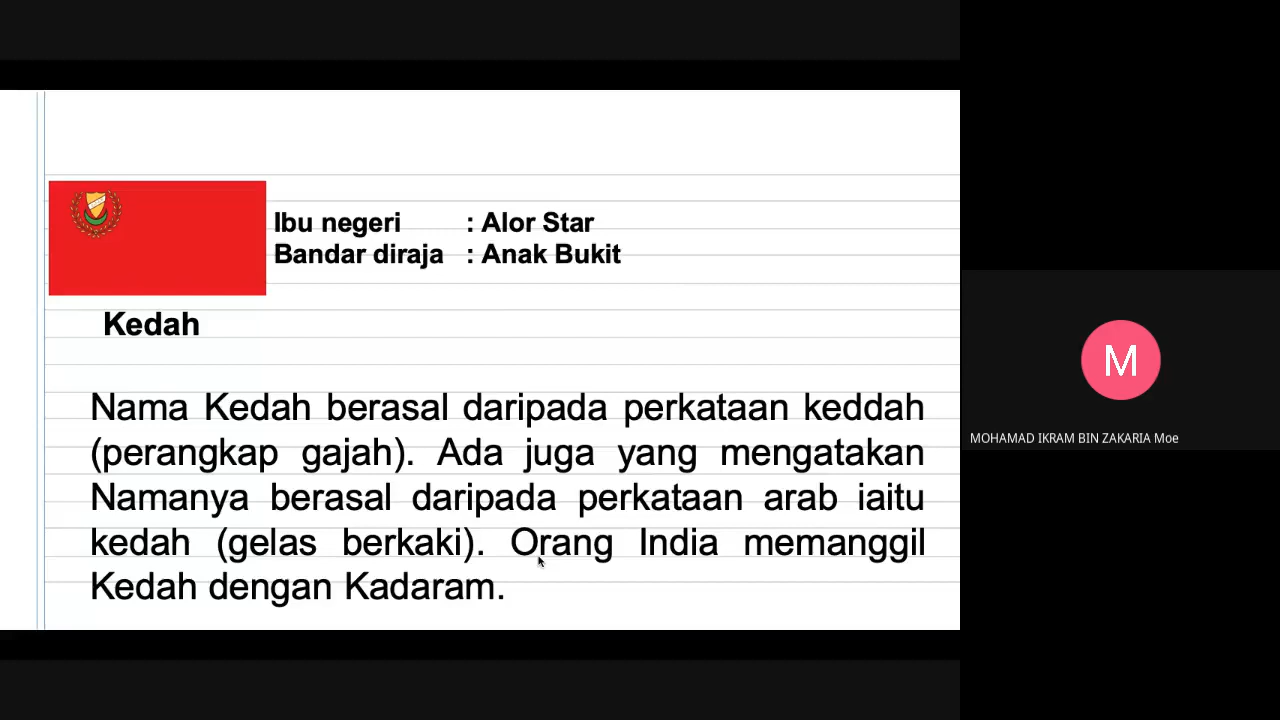 Ibu negeri : Alor Star
Bandar diraja : Anak Bukit
Kedah
Nama Kedah berasal daripada perkataan keddah
(perangkap gajah). Ada juga yang mengatakan
Namanya berasal daripada perkataan arab iaitu
kedah (gelas berkaki). Orang India memanggil
Kedah dengan Kadaram.
M
MOHAMAD IKRAM BIN ZAKARIA Moe